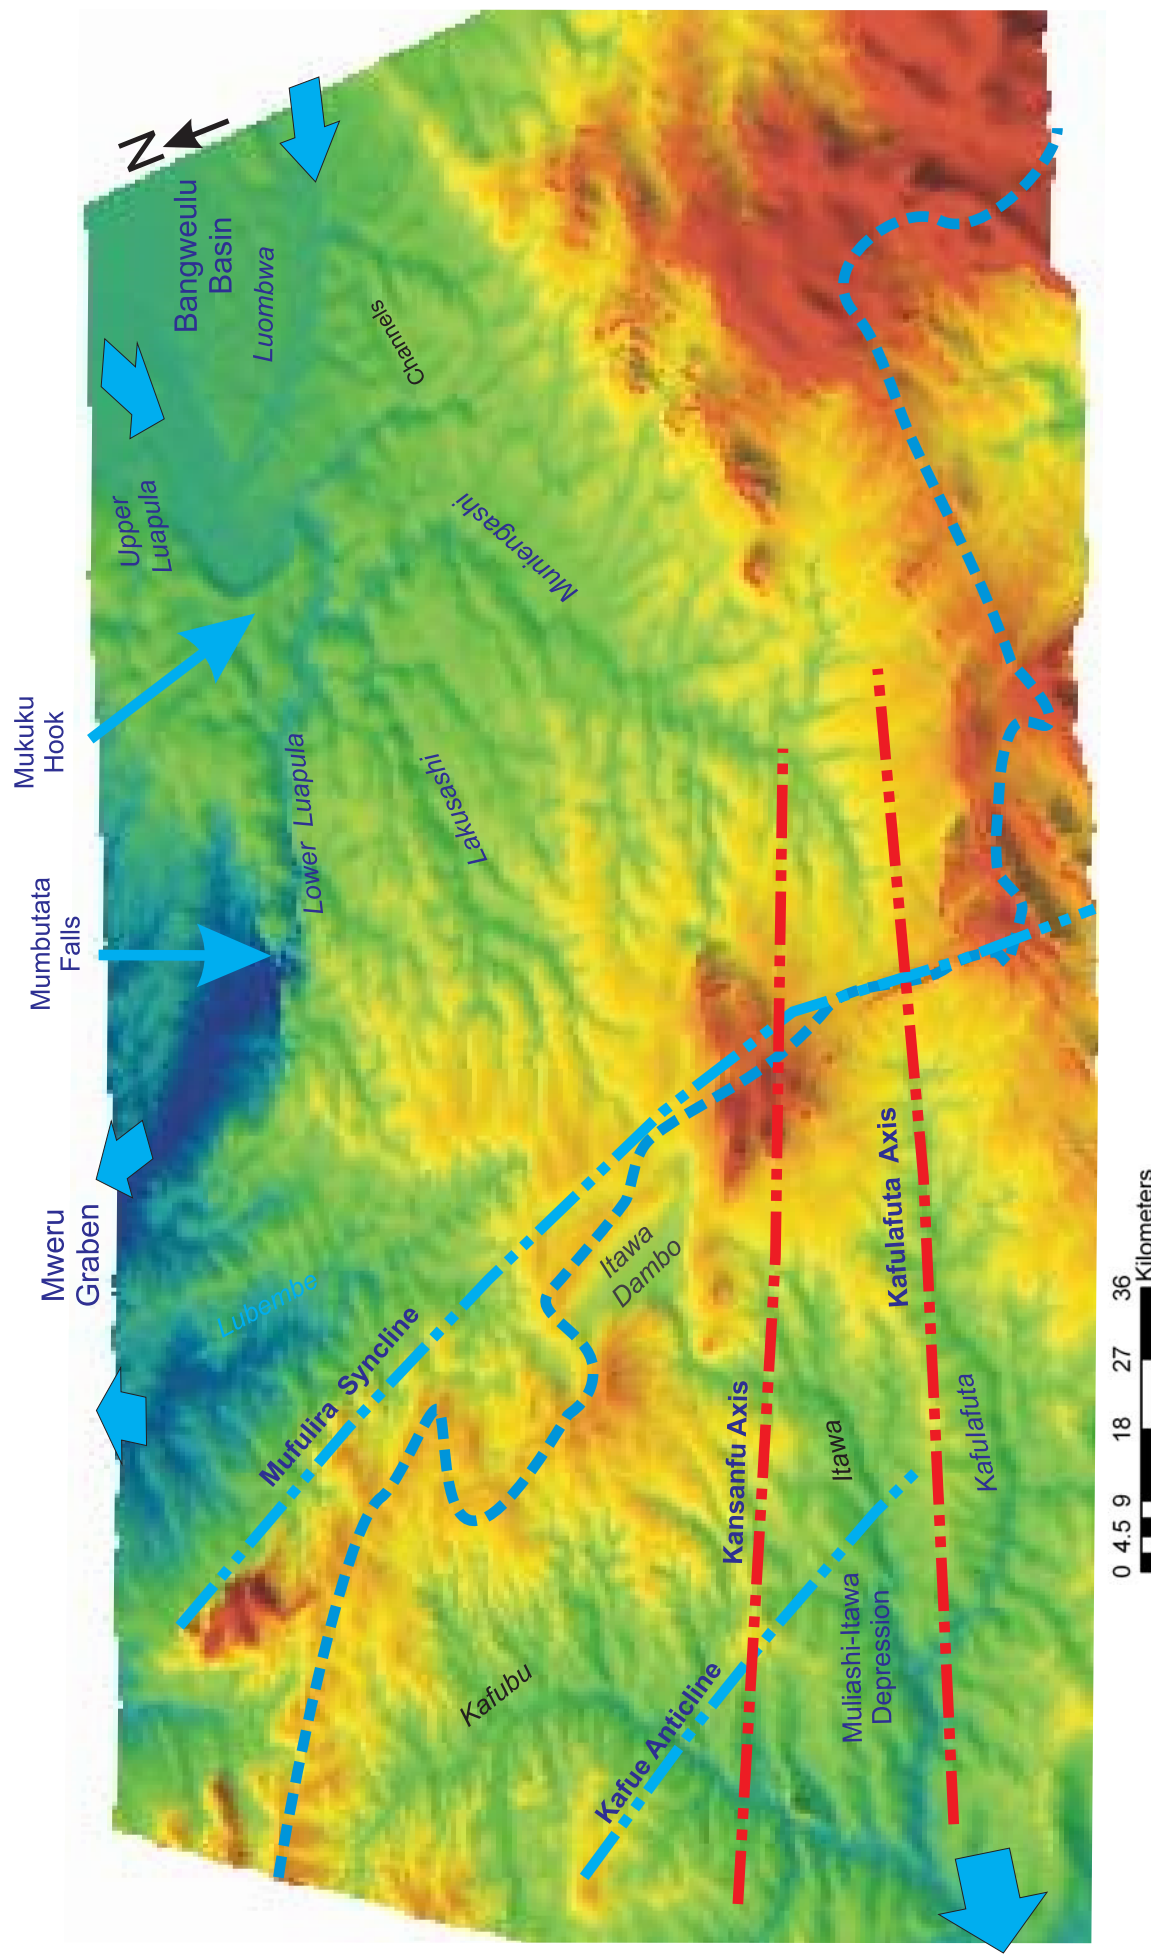 Mweru
Graben
Mumbutata
Falls
Mukuku
Hook
N
Bangweulu
Basin
Luombwa
Upper
Luapula
Channels
Muniengashi
Lower Luapula
Lakusashi
Lubembe
Mufulira Syncline
Itawa
Dambo
Kafubu
Kafue Anticline
Kansanfu Axis
Kafulafuta Axis
Itawa
Kafulafuta
Muliashi-Itawa
Depression
0 4.5 9 18 27 36
Kilometers